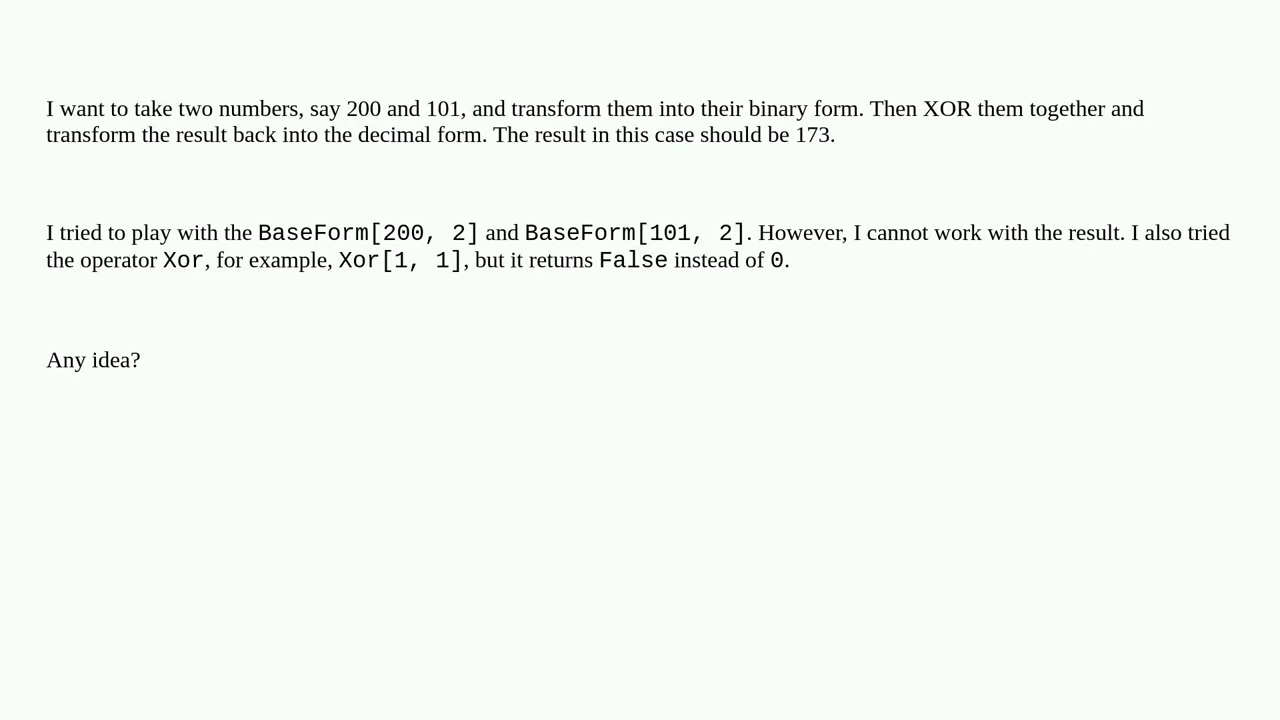 I want to take two numbers, say 200 and 101, and transform them into their binary form. Then XOR them together and
transform the result back into the decimal form. The result in this case should be 173.
I tried to play with the BaseForm[200, 2] and BaseForm[101, 2]. However, I cannot work with the result. I also tried
the operator Xor, for example, Xor[1, 1], but it returns False instead of 0.
Any idea?